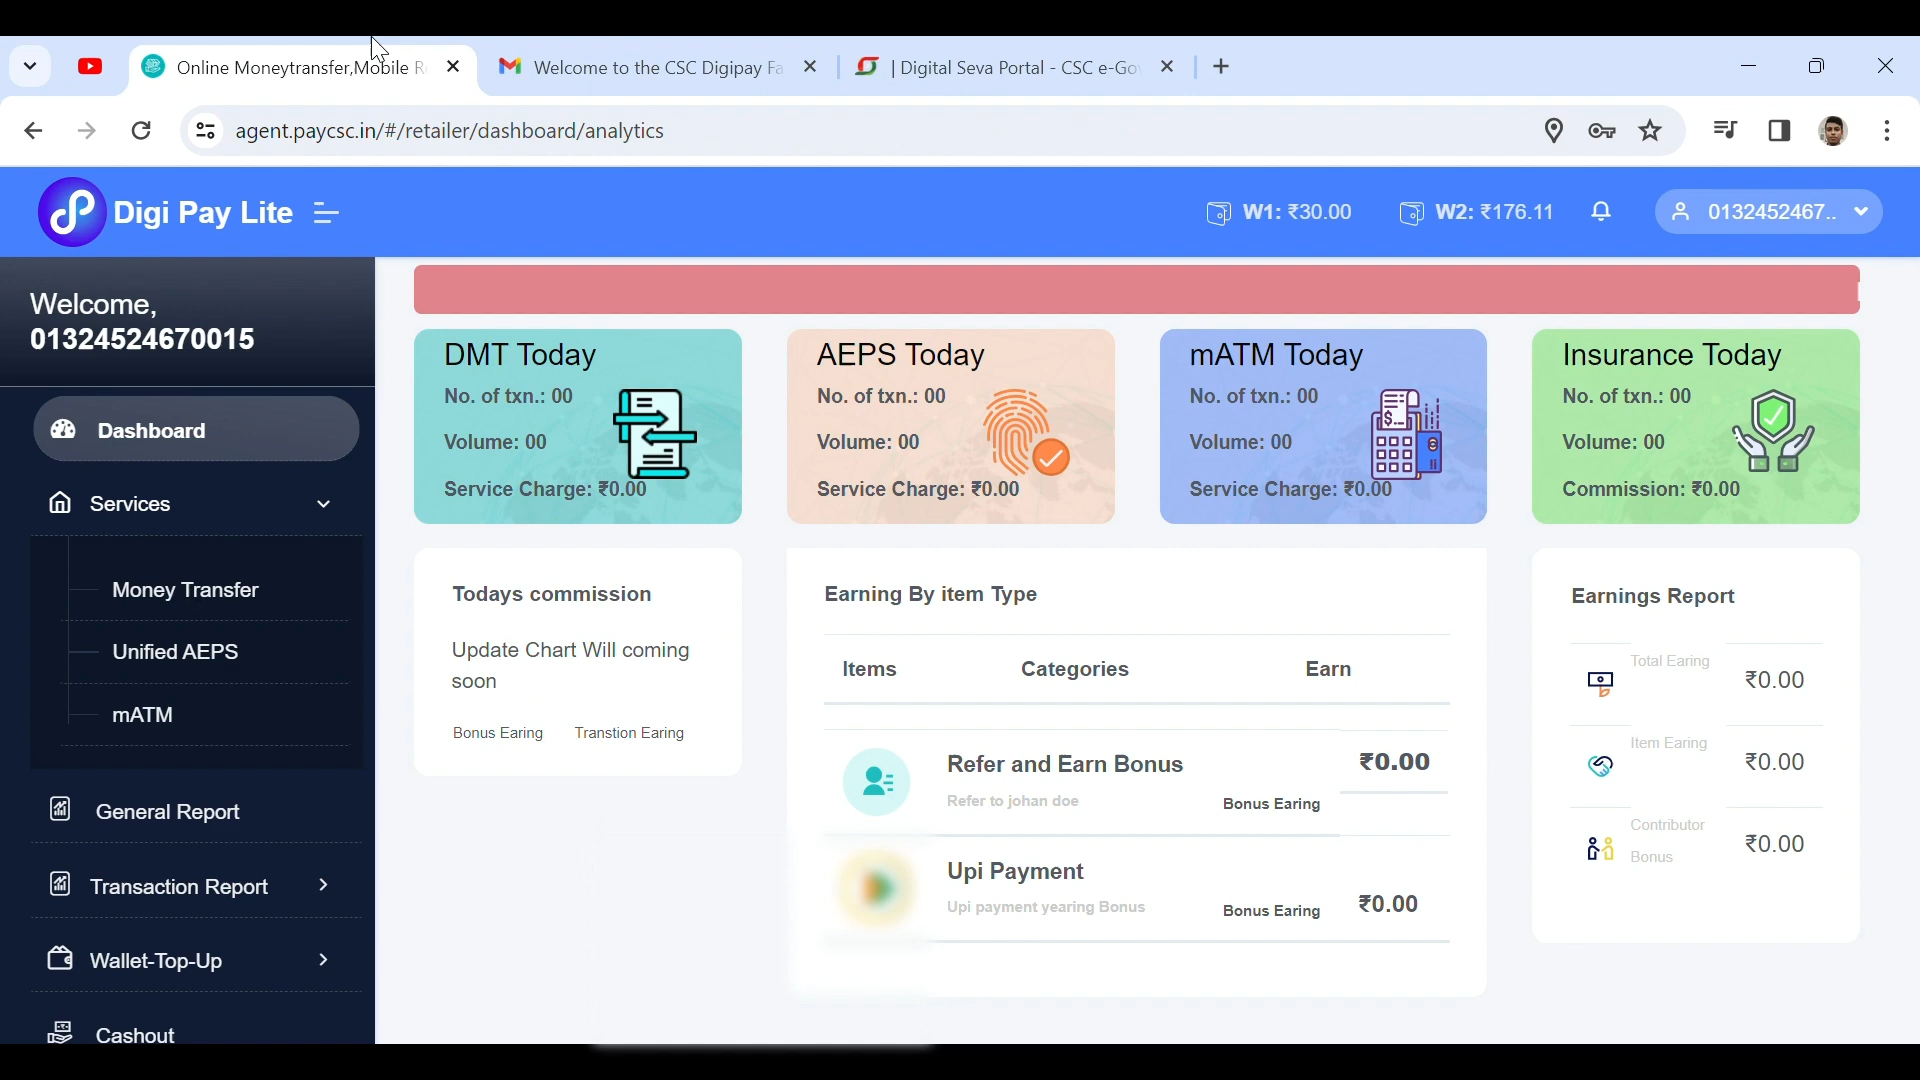 Online Moneytransfer,Mobile R
Welcome to the CSC Digipay Fa
| Digital Seva Portal - CSC e-Go
agent.paycsc.in/#/retailer/dashboard/analytics
Digi Pay Lite
W1: ₹30.00
W2: ₹176.11
0132452467..
Welcome,
01324524670015
Dashboard
Services
Money Transfer
Unified AEPS
mATM
General Report
Transaction Report
Wallet-Top-Up
Cashout
DMT Today
No. of txn.: 00
Volume: 00
Service Charge: ₹0.00
AEPS Today
No. of txn.: 00
Volume: 00
Service Charge: ₹0.00
mATM Today
No. of txn.: 00
Volume: 00
Service Charge: ₹0.00
Insurance Today
No. of txn.: 00
Volume: 00
Commission: ₹0.00
Todays commission
Update Chart Will coming
soon
Bonus Earing Transtion Earing
Earning By item Type
Items Categories Earn
Refer and Earn Bonus
Refer to johan doe
Bonus Earing
₹0.00
Upi Payment
Upi payment yearing Bonus
Bonus Earing
₹0.00
Earnings Report
Total Earing
₹0.00
Item Earing
₹0.00
Contributor
Bonus
₹0.00